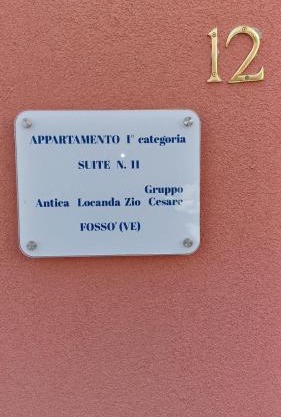 12
APPARTAMENTO I° categoria
SUITE N. 11
Gruppo
Antica Locanda Zio Cesare
FOSSO' (VE)